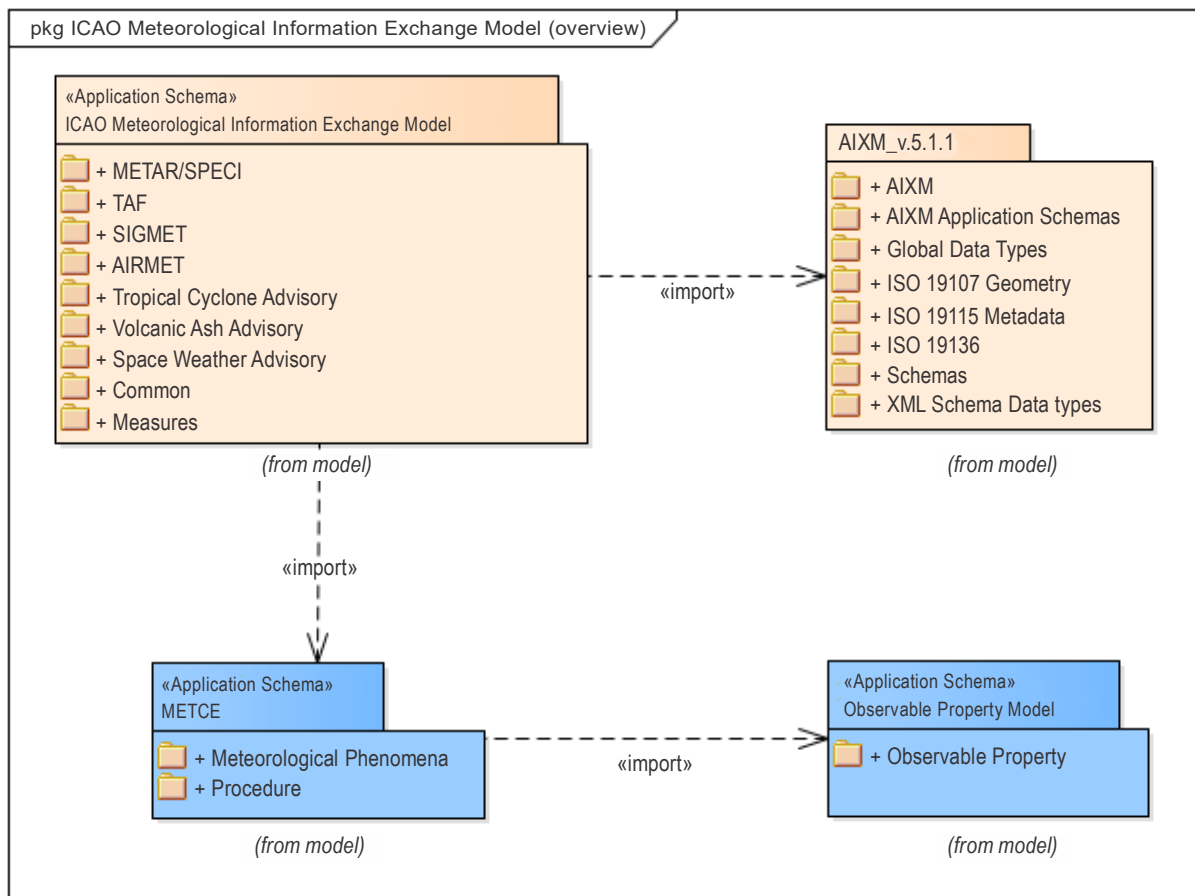 pkg ICAO Meteorological Information Exchange Model (overview)
«Application Schema»
ICAO Meteorological Information Exchange Model
+ METAR/SPECI
+ TAF
+ SIGMET
+ AIRMET
+ Tropical Cyclone Advisory
+ Volcanic Ash Advisory
+ Space Weather Advisory
+ Common
+ Measures
(from model)
«import»
AIXM_v.5.1.1
+ AIXM
+ AIXM Application Schemas
+ Global Data Types
+ ISO 19107 Geometry
+ ISO 19115 Metadata
+ ISO 19136
+ Schemas
+ XML Schema Data types
(from model)
«import»
«Application Schema»
METCE
+ Meteorological Phenomena
+ Procedure
(from model)
«import»
«Application Schema»
Observable Property Model
+ Observable Property
(from model)